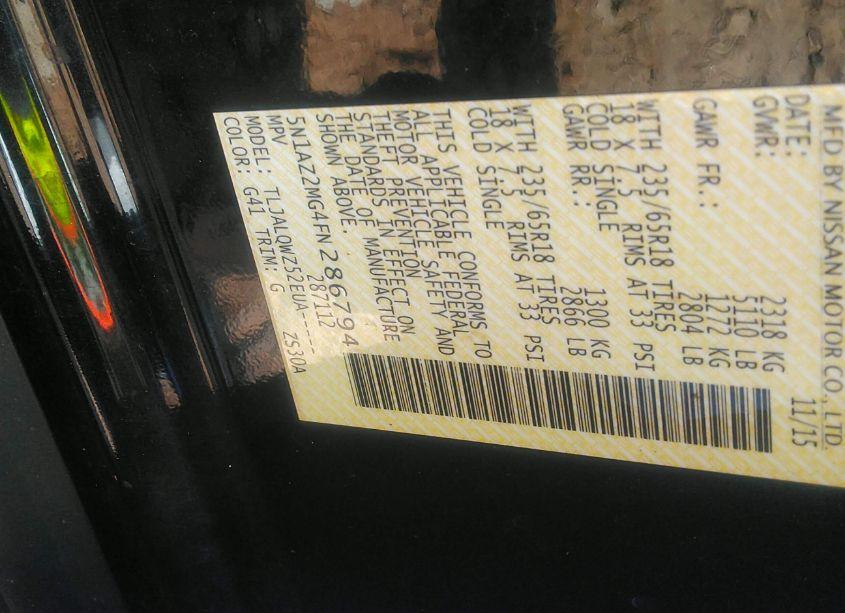 MFD BY NISSAN MOTOR CO., LTD.
DATE: 11/15
GVWR: 2318 KG
5110 LB
GAWR FR.: 1272 KG
2804 LB
WITH 235/65R18 TIRES
18 X 7.5 RIMS AT 33 PSI
COLD SINGLE
GAWR RR.: 1300 KG
2866 LB
WITH 235/65R18 TIRES
18 X 7.5 RIMS AT 33 PSI
COLD SINGLE
THIS VEHICLE CONFORMS TO
ALL APPLICABLE FEDERAL
MOTOR VEHICLE SAFETY AND
THEFT PREVENTION
STANDARDS IN EFFECT ON
THE DATE OF MANUFACTURE
SHOWN ABOVE.
5N1AZ2MG4FN286794
MPV 287112
MODEL: TLJALQWZ52EUA-----
COLOR: G41 TRIM: G ZS30A